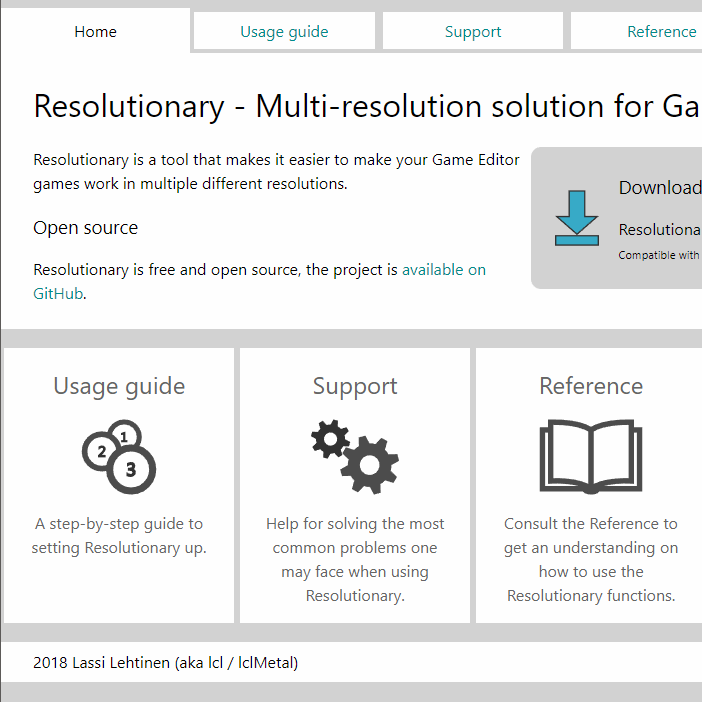 Home
Usage guide
Support
Reference
Resolutionary - Multi-resolution solution for Ga
Resolutionary is a tool that makes it easier to make your Game Editor
games work in multiple different resolutions.
Open source
Resolutionary is free and open source, the project is available on
GitHub.
Download
Resolutiona
Compatible with
Usage guide
1
2
3
A step-by-step guide to
setting Resolutionary up.
Support
Help for solving the most
common problems one
may face when using
Resolutionary.
Reference
Consult the Reference to
get an understanding on
how to use the
Resolutionary functions.
2018 Lassi Lehtinen (aka lcl / lclMetal)